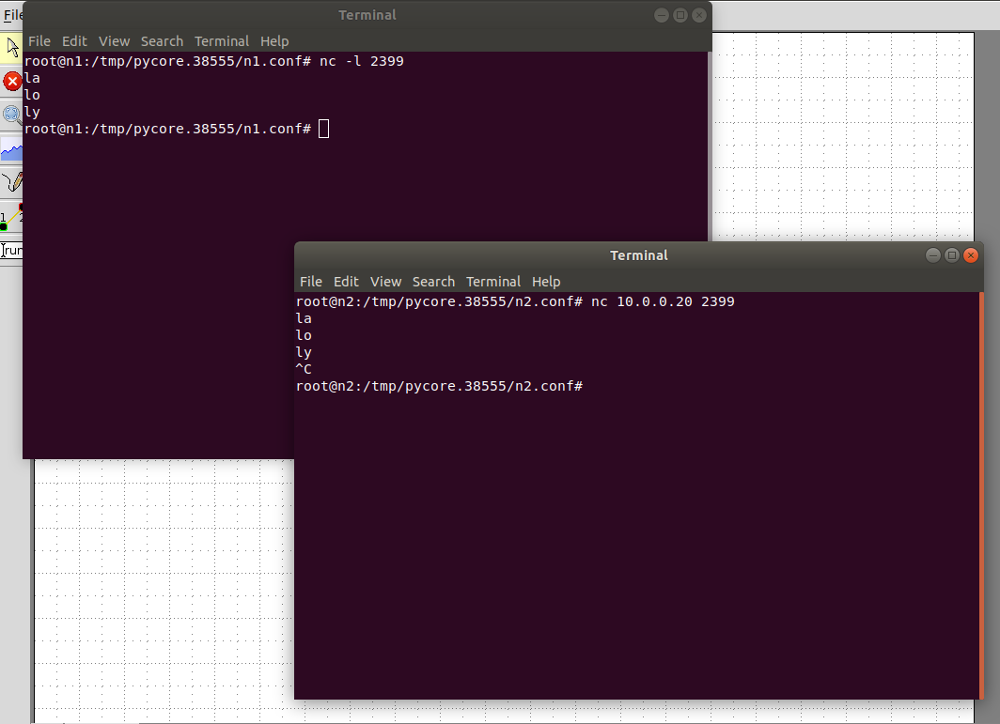 File
Terminal
File Edit View Search Terminal Help
root@n1:/tmp/pycore.38555/n1.conf# nc -l 2399
la
lo
ly
root@n1:/tmp/pycore.38555/n1.conf#
1
2
run
Terminal
File Edit View Search Terminal Help
root@n2:/tmp/pycore.38555/n2.conf# nc 10.0.0.20 2399
la
lo
ly
^C
root@n2:/tmp/pycore.38555/n2.conf#